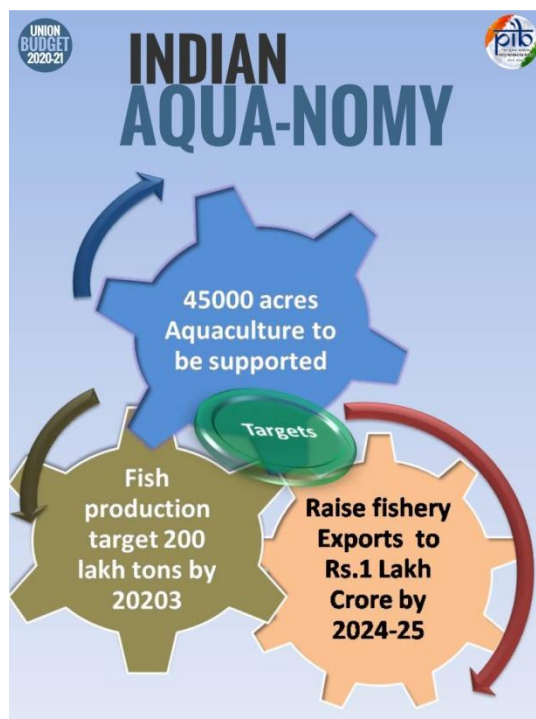 UNION
BUDGET
2020-21
pib
INDIAN
AQUA-NOMY
45000 acres
Aquaculture to
be supported
Targets
Fish
production
target 200
lakh tons by
20203
Raise fishery
Exports to
Rs.1 Lakh
Crore by
2024-25